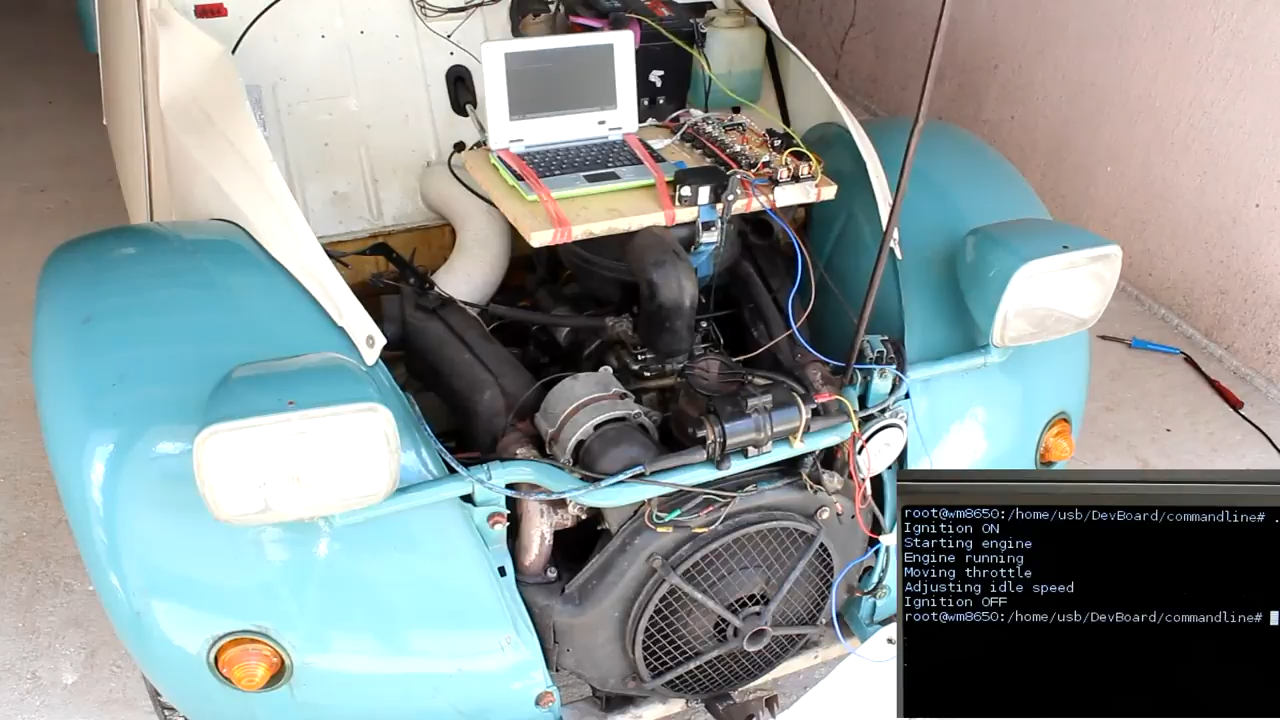 root@wm8650:/home/usb/DevBoard/commandline# .
Ignition ON
Starting engine
Engine running
Moving throttle
Adjusting idle speed
Ignition OFF
root@wm8650:/home/usb/DevBoard/commandline#